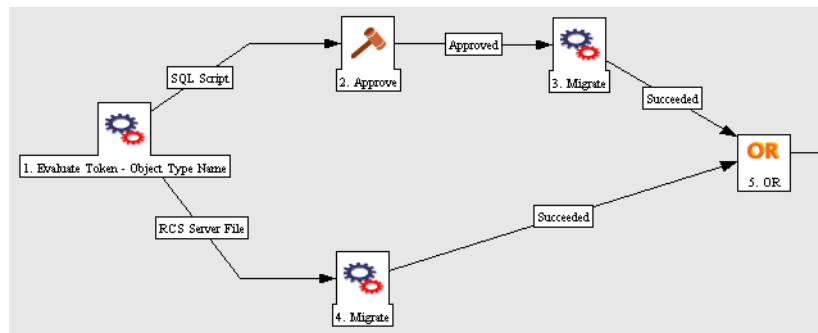 Approved
2. Approve
3. Migrate
SQL Script
Succeeded
OR
1. Evaluate Token - Object Type Name
5. OR
RCS Server File
Succeeded
4. Migrate